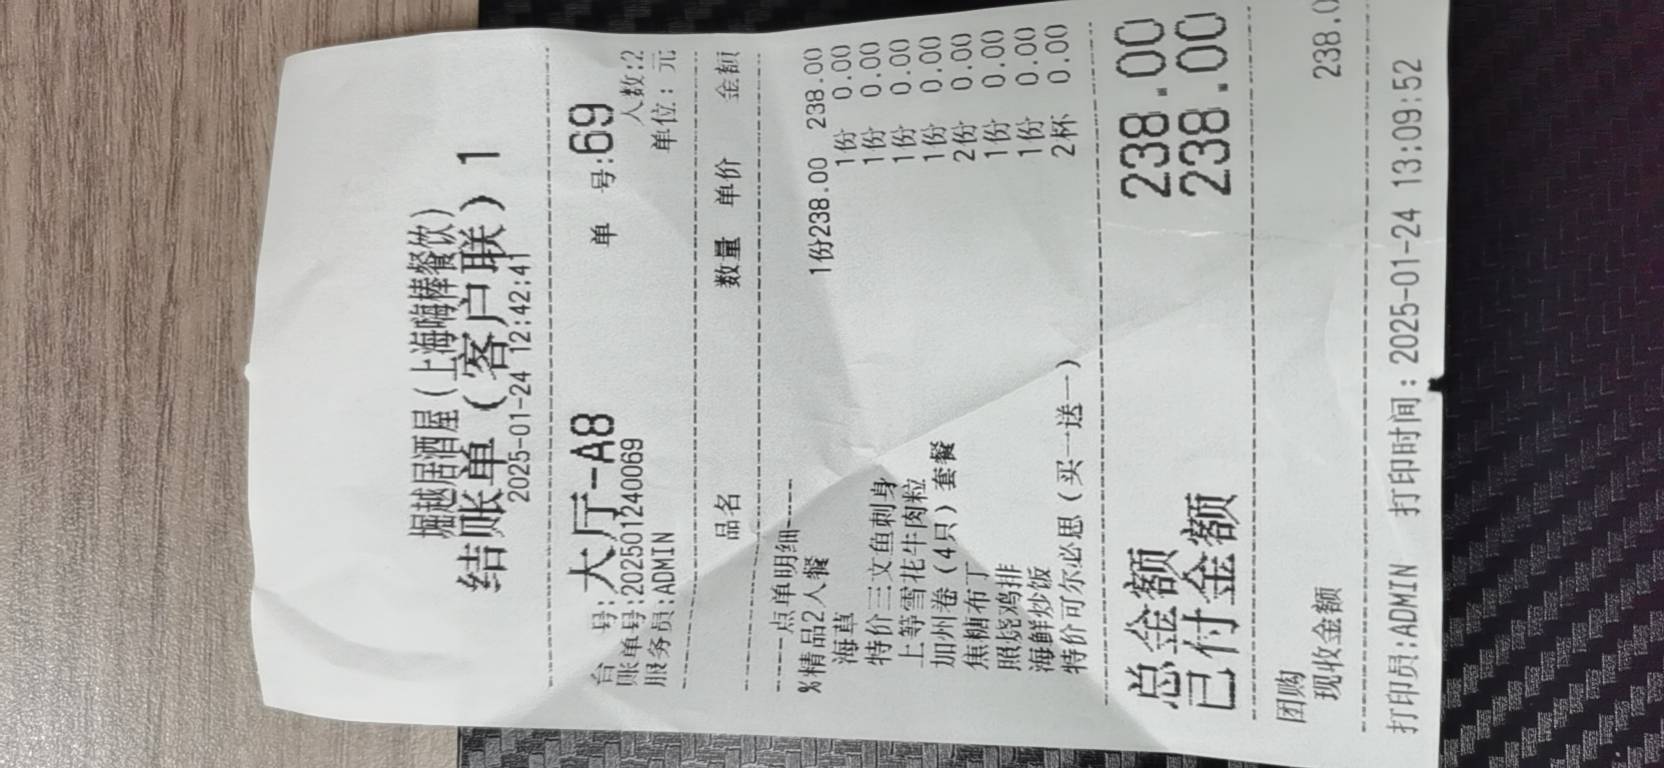 堀越居酒屋(上海嗨棒餐饮)
结账单(客户联) 1
2025-01-24 12:42:41
台 号:大厅-A8 单 号:69
账单号:202501240069 人数:2
服务员:ADMIN 单位: 元
品名 数量 单价 金额
----点单明细----
%精品2人餐 1份238.00 238.00
海草 1份 0.00
特价三文鱼刺身 1份 0.00
上等雪花牛肉粒 1份 0.00
加州卷(4只)套餐 1份 0.00
焦糖布丁 2份 0.00
照烧鸡排 1份 0.00
海鲜炒饭 1份 0.00
特价可尔必思(买一送一) 2杯 0.00
总金额 238.00
已付金额 238.00
团购
现收金额 238.0
打印员:ADMIN 打印时间:2025-01-24 13:09:52